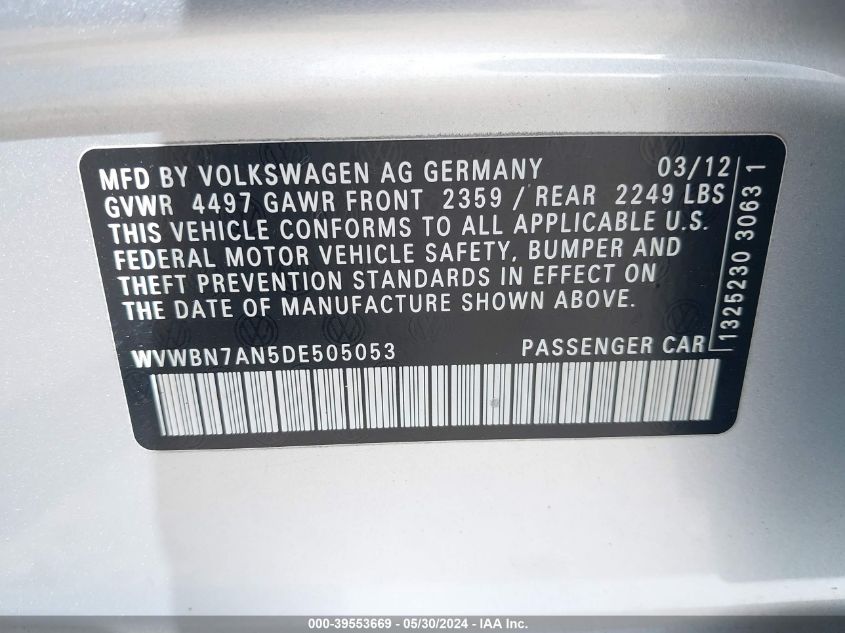 MFD BY VOLKSWAGEN AG GERMANY 03/12
GVWR 4497 GAWR FRONT 2359 / REAR 2249 LBS
THIS VEHICLE CONFORMS TO ALL APPLICABLE U.S.
FEDERAL MOTOR VEHICLE SAFETY, BUMPER AND
THEFT PREVENTION STANDARDS IN EFFECT ON
THE DATE OF MANUFACTURE SHOWN ABOVE.
WVWBN7AN5DE505053 PASSENGER CAR
1325230 3063 1
000-39553669 - 05/30/2024 - IAA Inc.